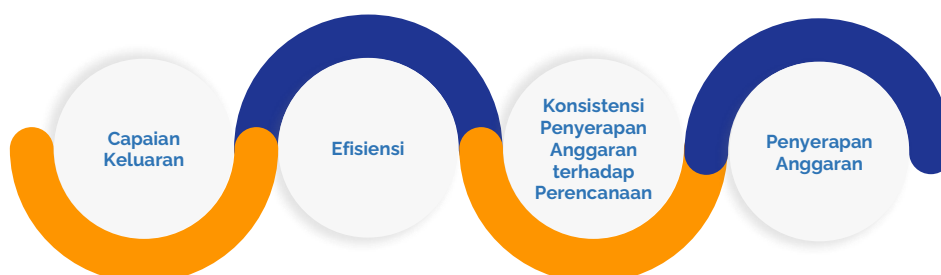 Capaian
Keluaran
Efisiensi
Konsistensi
Penyerapan
Anggaran
terhadap
Perencanaan
Penyerapan
Anggaran